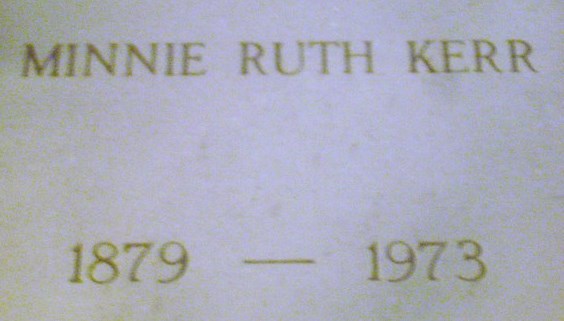 MINNIE RUTH KERR
1879 — 1973